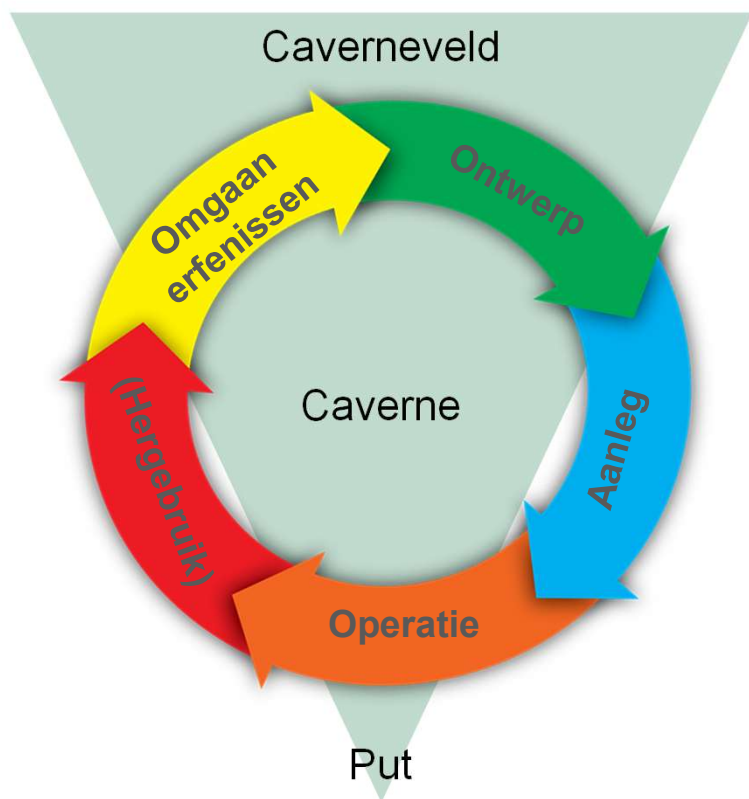 Caverneveld
Omgaan
erfenissen
Ontwerp
Caverne
Aanleg
(Hergebruik)
Operatie
Put